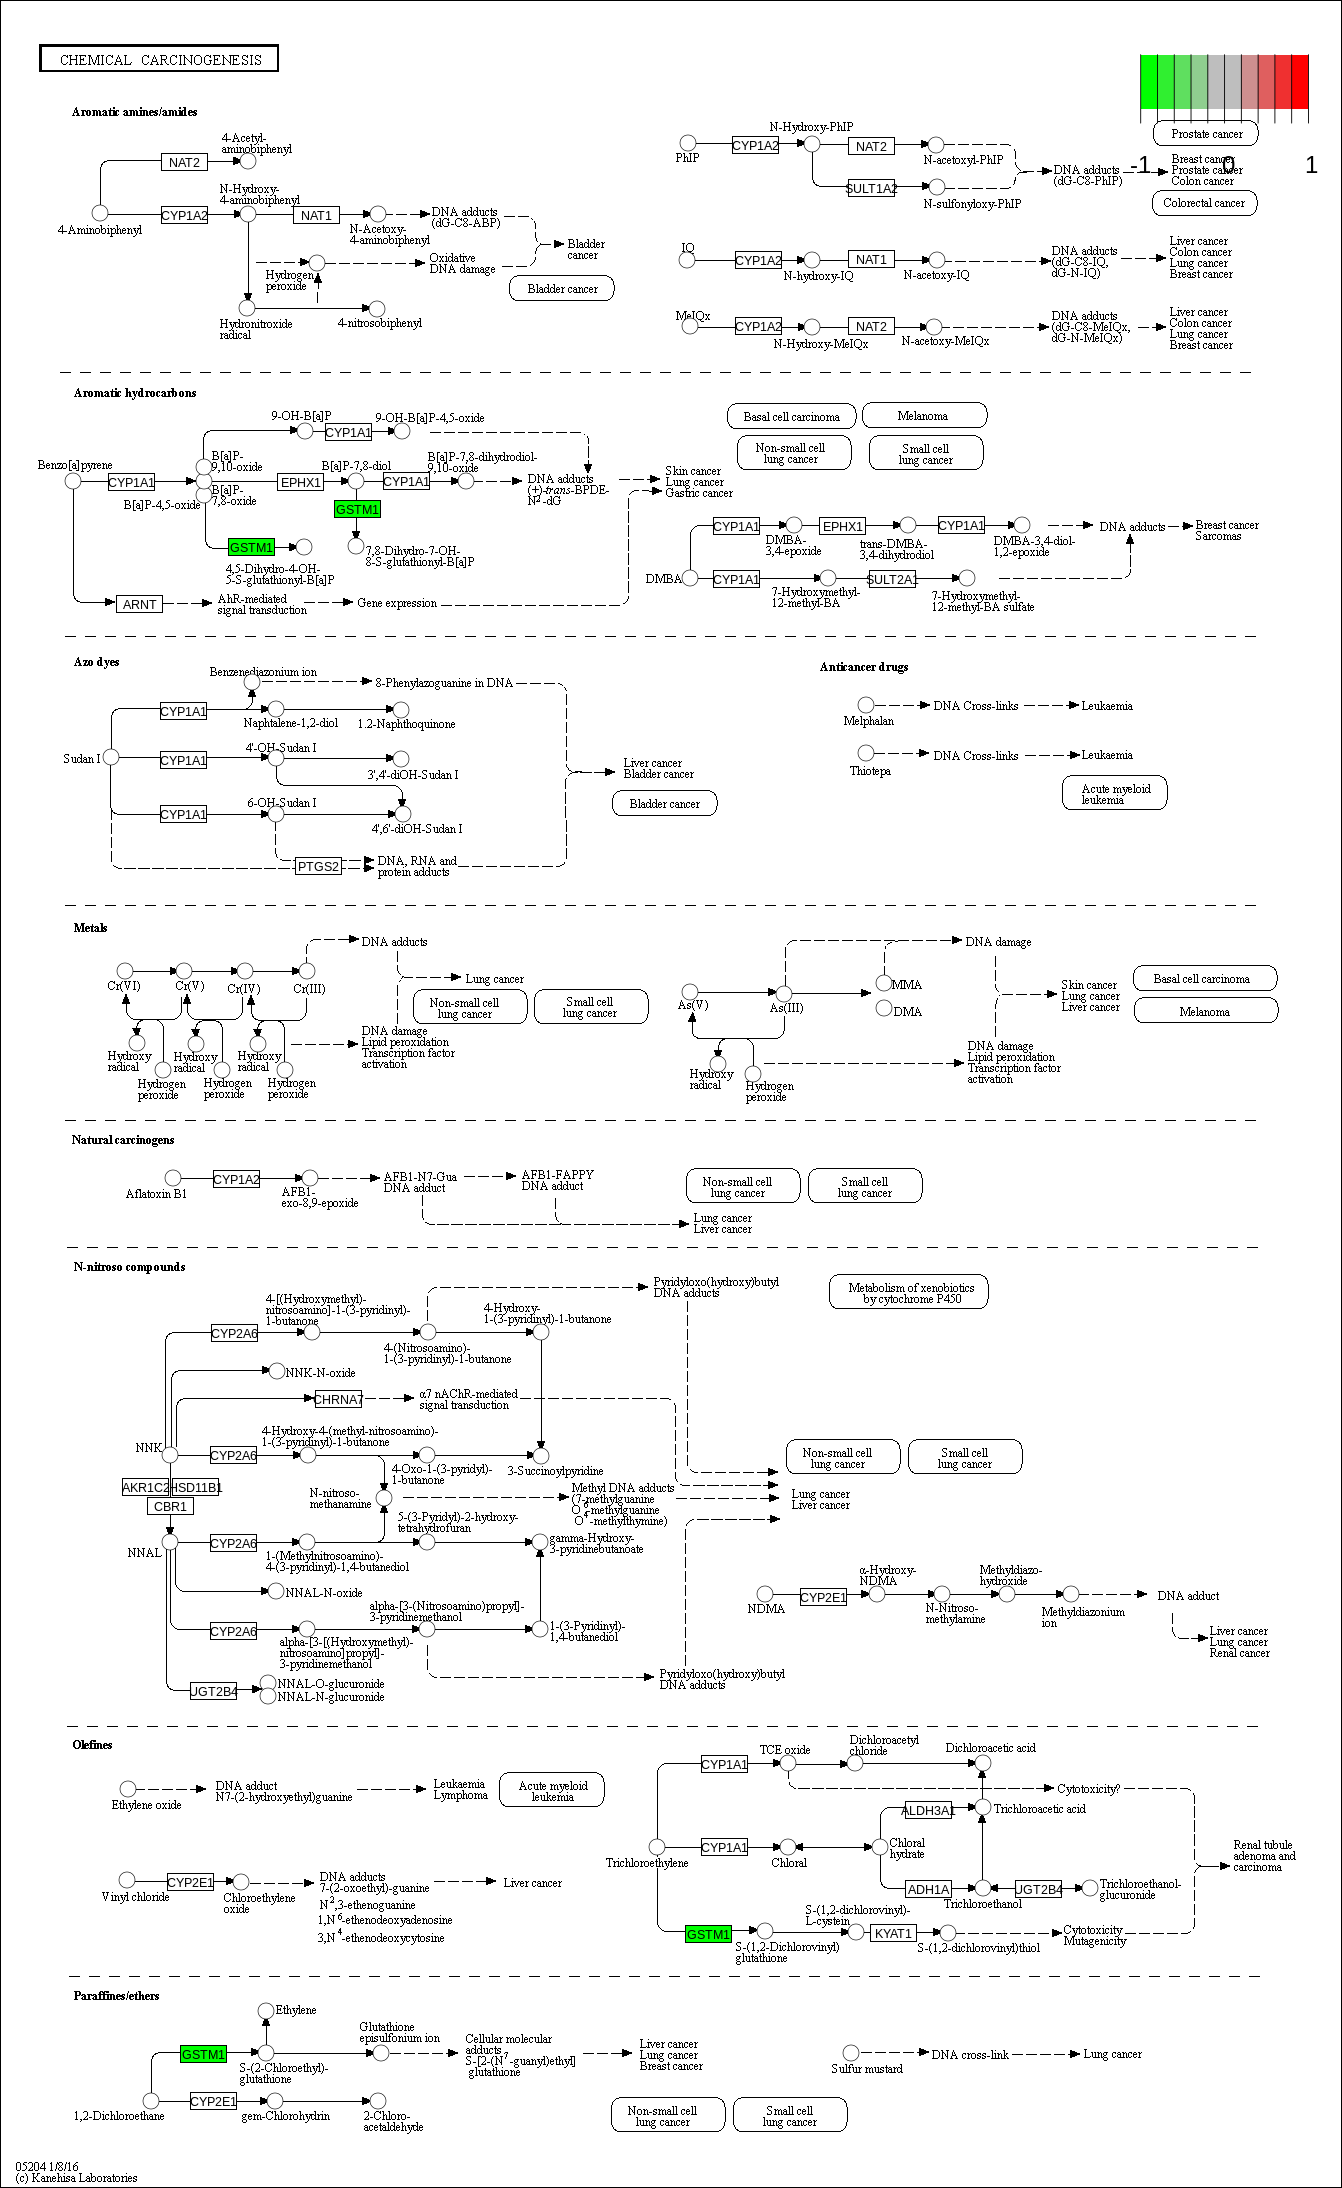 CHEMICAL CARCINOGENESIS
-1
0
1
Aromatic amines/amides
4-Acetyl-
aminobiphenyl
NAT2
N-Hydroxy-
4-aminobiphenyl
CYP1A2
NAT1
4-Aminobiphenyl
N-Acetoxy-
4-aminobiphenyl
DNA adducts
(dG-C8-ABP)
Oxidative
DNA damage
Hydrogen
peroxide
Bladder
cancer
Bladder cancer
Hydronitroxide
radical
4-nitrosobiphenyl
N-Hydroxy-PhIP
PhIP
CYP1A2
NAT2
N-acetoxyl-PhIP
SULT1A2
N-sulfonyloxy-PhIP
DNA adducts
(dG-C8-PhIP)
Prostate cancer
Breast cancer
Prostate cancer
Colon cancer
Colorectal cancer
IQ
CYP1A2
N-hydroxy-IQ
NAT1
N-acetoxy-IQ
DNA adducts
(dG-C8-IQ,
dG-N-IQ)
Liver cancer
Colon cancer
Lung cancer
Breast cancer
MeIQx
CYP1A2
N-Hydroxy-MeIQx
NAT2
N-acetoxy-MeIQx
DNA adducts
(dG-C8-MeIQx,
dG-N-MeIQx)
Liver cancer
Colon cancer
Lung cancer
Breast cancer
Aromatic hydrocarbons
9-OH-B[a]P
CYP1A1
9-OH-B[a]P-4,5-oxide
Benzo[a]pyrene
CYP1A1
B[a]P-
9,10-oxide
B[a]P-
7,8-oxide
B[a]P-4,5-oxide
EPHX1
B[a]P-7,8-diol
CYP1A1
B[a]P-7,8-dihydrodiol-
9,10-oxide
DNA adducts
(+)-trans-BPDE-
N2-dG
GSTM1
7,8-Dihydro-7-OH-
8-S-glutathionyl-B[a]P
GSTM1
4,5-Dihydro-4-OH-
5-S-glutathionyl-B[a]P
ARNT
AhR-mediated
signal transduction
Gene expression
Skin cancer
Lung cancer
Gastric cancer
Basal cell carcinoma
Melanoma
Non-small cell
lung cancer
Small cell
lung cancer
DMBA
CYP1A1
DMBA-
3,4-epoxide
EPHX1
trans-DMBA-
3,4-dihydrodiol
CYP1A1
DMBA-3,4-diol-
1,2-epoxide
DNA adducts
Breast cancer
Sarcomas
CYP1A1
7-Hydroxymethyl-
12-methyl-BA
SULT2A1
7-Hydroxymethyl-
12-methyl-BA sulfate
Azo dyes
Benzenediazonium ion
8-Phenylazoguanine in DNA
CYP1A1
Naphtalene-1,2-diol
1.2-Naphthoquinone
Sudan I
CYP1A1
4'-OH-Sudan I
3',4'-diOH-Sudan I
CYP1A1
6-OH-Sudan I
4',6'-diOH-Sudan I
PTGS2
DNA, RNA and
protein adducts
Liver cancer
Bladder cancer
Bladder cancer
Anticancer drugs
Melphalan
DNA Cross-links
Leukaemia
Thiotepa
DNA Cross-links
Leukaemia
Acute myeloid
leukemia
Metals
Cr(VI)
Cr(V)
Cr(IV)
Cr(III)
DNA adducts
Lung cancer
Non-small cell
lung cancer
Small cell
lung cancer
Hydroxy
radical
Hydrogen
peroxide
Hydroxy
radical
Hydrogen
peroxide
Hydroxy
radical
Hydrogen
peroxide
DNA damage
Lipid peroxidation
Transcription factor
activation
As(V)
As(III)
MMA
DMA
DNA damage
Hydroxy
radical
Hydrogen
peroxide
DNA damage
Lipid peroxidation
Transcription factor
activation
Skin cancer
Lung cancer
Liver cancer
Basal cell carcinoma
Melanoma
Natural carcinogens
Aflatoxin B1
CYP1A2
AFB1-
exo-8,9-epoxide
AFB1-N7-Gua
DNA adduct
AFB1-FAPPY
DNA adduct
Non-small cell
lung cancer
Small cell
lung cancer
Lung cancer
Liver cancer
N-nitroso compounds
4-[(Hydroxymethyl)-
nitrosoamino]-1-(3-pyridinyl)-
1-butanone
CYP2A6
4-(Nitrosoamino)-
1-(3-pyridinyl)-1-butanone
4-Hydroxy-
1-(3-pyridinyl)-1-butanone
Pyridyloxo(hydroxy)butyl
DNA adducts
Metabolism of xenobiotics
by cytochrome P450
NNK-N-oxide
CHRNA7
α7 nAChR-mediated
signal transduction
NNK
CYP2A6
4-Hydroxy-4-(methyl-nitrosoamino)-
1-(3-pyridinyl)-1-butanone
4-Oxo-1-(3-pyridyl)-
1-butanone
3-Succinoylpyridine
AKR1C2
HSD11B1
CBR1
N-nitroso-
methanamine
Methyl DNA adducts
(7-methylguanine
O6-methylguanine
O4-methylthymine)
Non-small cell
lung cancer
Small cell
lung cancer
Lung cancer
Liver cancer
NNAL
CYP2A6
1-(Methylnitrosoamino)-
4-(3-pyridinyl)-1,4-butanediol
5-(3-Pyridyl)-2-hydroxy-
tetrahydrofuran
gamma-Hydroxy-
3-pyridinebutanoate
NNAL-N-oxide
CYP2A6
alpha-[3-[(Hydroxymethyl)-
nitrosoamino]propyl]-
3-pyridinemethanol
alpha-[3-(Nitrosoamino)propyl]-
3-pyridinemethanol
1-(3-Pyridinyl)-
1,4-butanediol
UGT2B4
NNAL-O-glucuronide
NNAL-N-glucuronide
Pyridyloxo(hydroxy)butyl
DNA adducts
NDMA
CYP2E1
α-Hydroxy-
NDMA
N-Nitroso-
methylamine
Methyldiazo-
hydroxide
Methyldiazonium
ion
DNA adduct
Liver cancer
Lung cancer
Renal cancer
Olefines
Ethylene oxide
DNA adduct
N7-(2-hydroxyethyl)guanine
Leukaemia
Lymphoma
Acute myeloid
leukemia
Vinyl chloride
CYP2E1
Chloroethylene
oxide
DNA adducts
7-(2-oxoethyl)-guanine
N2,3-ethenoguanine
1,N6-ethenodeoxyadenosine
3,N4-ethenodeoxycytosine
Liver cancer
CYP1A1
TCE oxide
Dichloroacetyl
chloride
Dichloroacetic acid
Cytotoxicity?
ALDH3A1
Trichloroacetic acid
Trichloroethylene
CYP1A1
Chloral
Chloral
hydrate
ADH1A
Trichloroethanol
UGT2B4
Trichloroethanol-
glucuronide
GSTM1
S-(1,2-Dichlorovinyl)
glutathione
S-(1,2-dichlorovinyl)-
L-cystein
KYAT1
S-(1,2-dichlorovinyl)thiol
Cytotoxicity
Mutagenicity
Renal tubule
adenoma and
carcinoma
Paraffines/ethers
Ethylene
GSTM1
S-(2-Chloroethyl)-
glutathione
Glutathione
episulfonium ion
Cellular molecular
adducts
S-[2-(N7-guanyl)ethyl]
glutathione
Liver cancer
Lung cancer
Breast cancer
1,2-Dichloroethane
CYP2E1
gem-Chlorohydrin
2-Chloro-
acetaldehyde
Non-small cell
lung cancer
Small cell
lung cancer
Sulfur mustard
DNA cross-link
Lung cancer
05204 1/8/16
(c) Kanehisa Laboratories